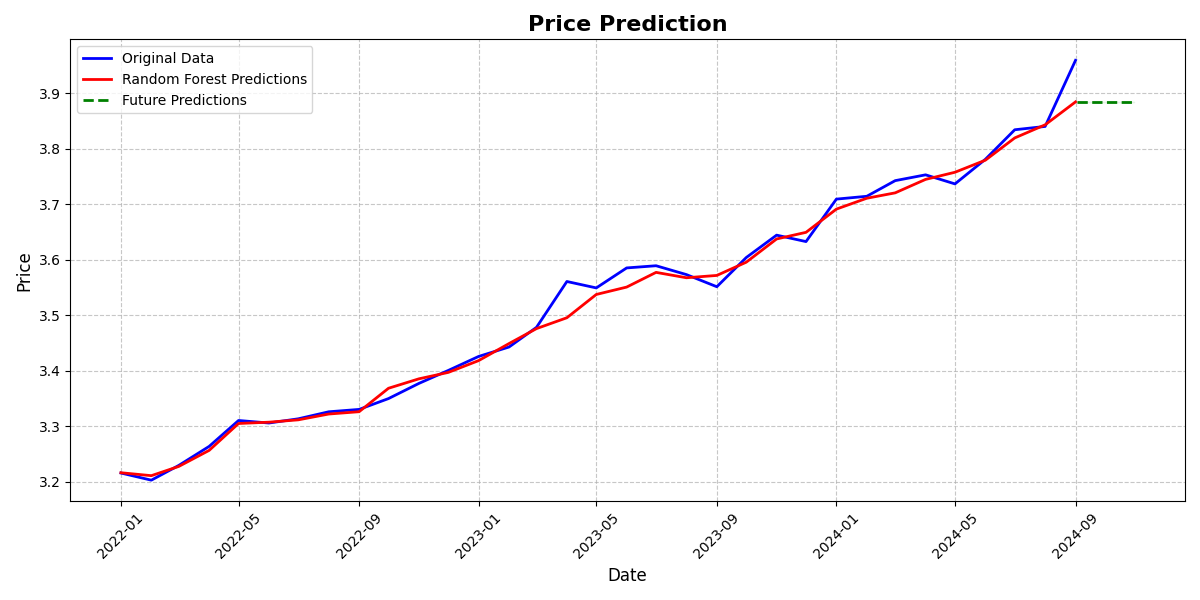 Price Prediction
Original Data
Random Forest Predictions
Future Predictions
Price
3.9
3.8
3.7
3.6
3.5
3.4
3.3
3.2
2022-01
2022-05
2022-09
2023-01
2023-05
2023-09
2024-01
2024-05
2024-09
Date